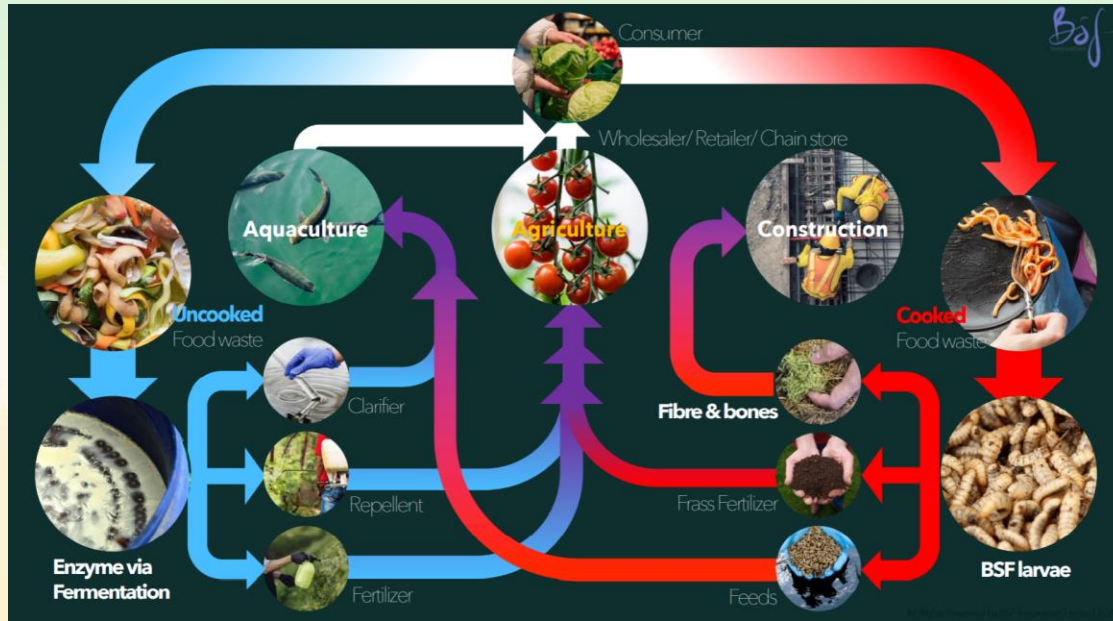 Consumer
BSf
Wholesaler/ Retailer/ Chain store
Aquaculture
Agriculture
Construction
Uncooked
Food waste
Cooked
Food waste
Clarifier
Fibre & bones
Repellent
Frass Fertilizer
Enzyme via
Fermentation
Fertilizer
Feeds
BSF larvae